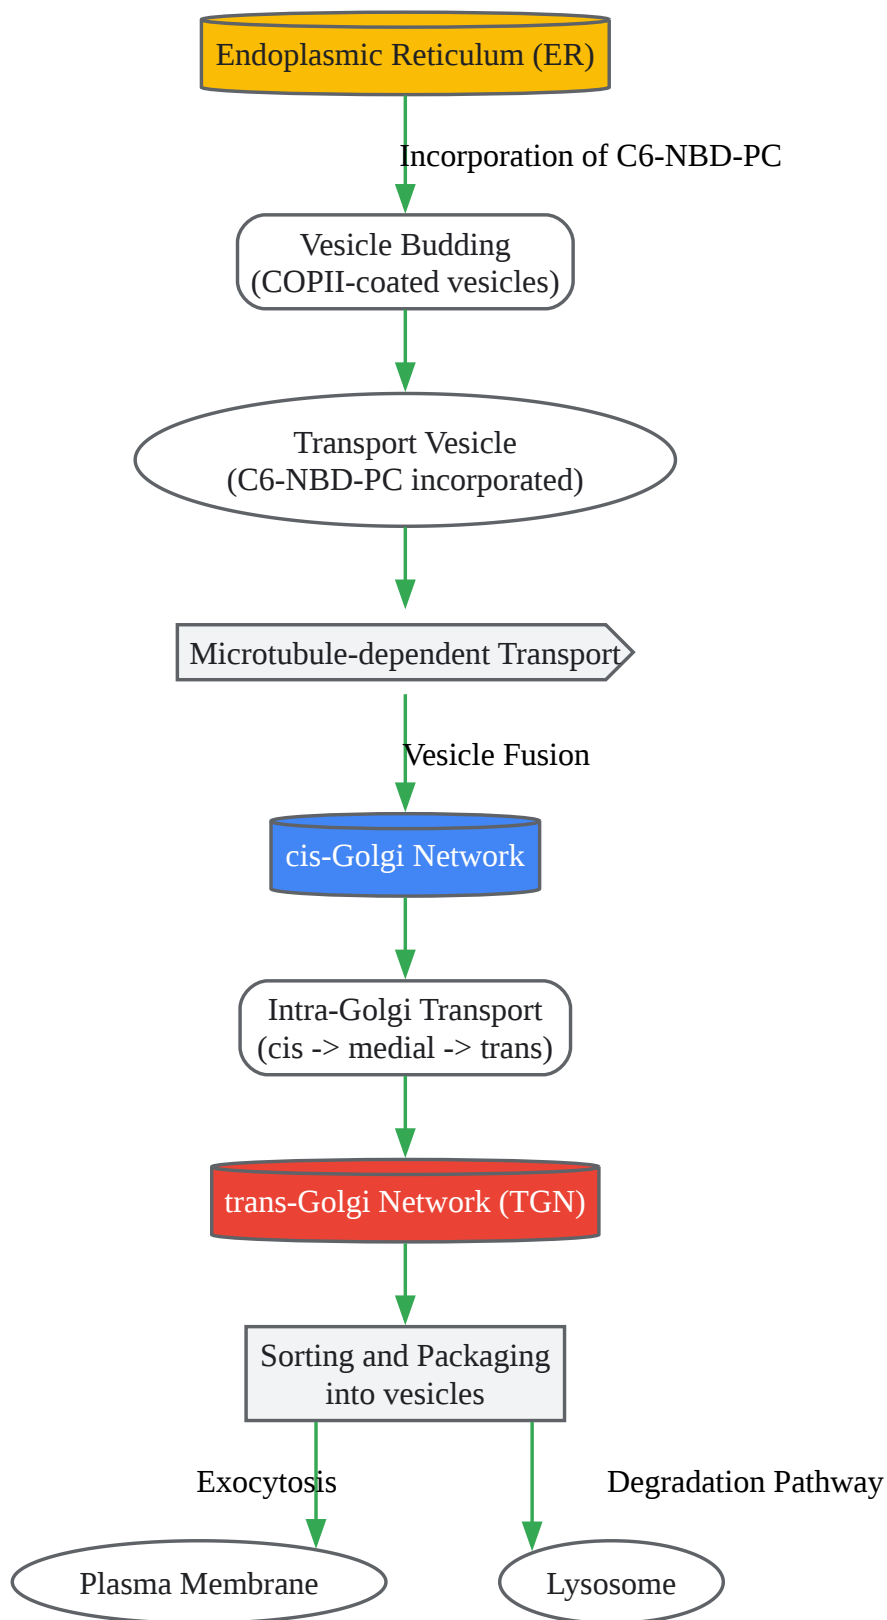 Endoplasmic Reticulum (ER)
Incorporation of C6-NBD-PC
Vesicle Budding
(COPII-coated vesicles)
Transport Vesicle
(C6-NBD-PC incorporated)
Microtubule-dependent Transport
Vesicle Fusion
cis-Golgi Network
Intra-Golgi Transport
(cis -> medial -> trans)
trans-Golgi Network (TGN)
Sorting and Packaging
into vesicles
Exocytosis
Degradation Pathway
Plasma Membrane
Lysosome